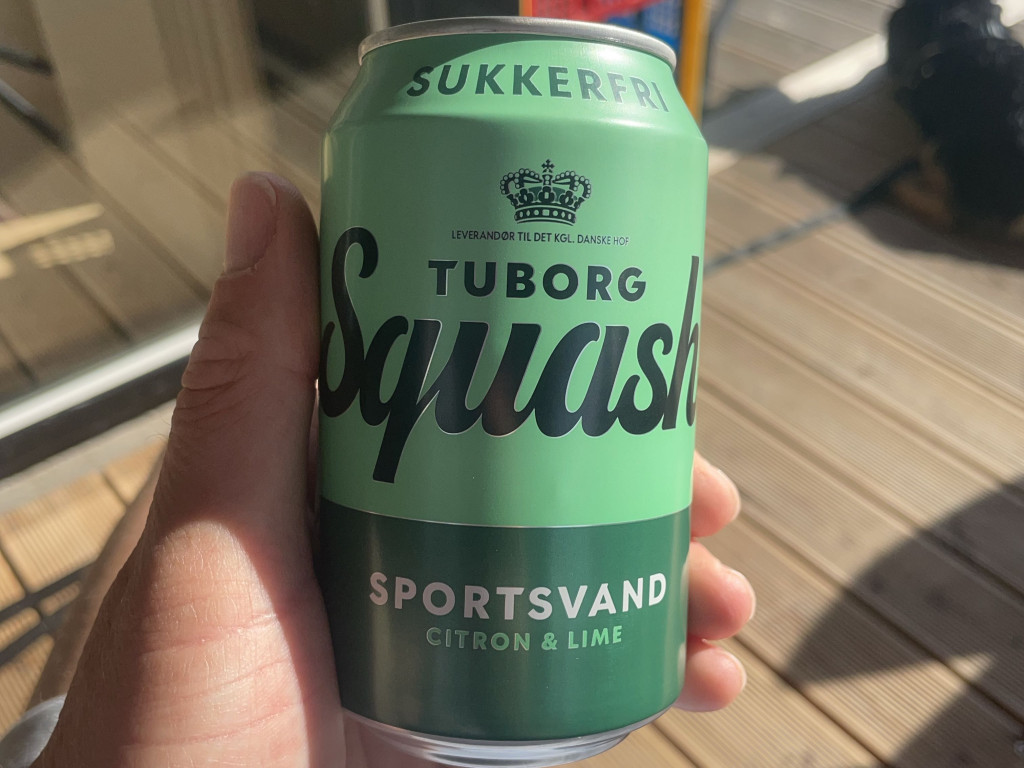 SUKKERFRI
LEVERANDØR TIL DET KGL. DANSKE HOF
TUBORG
Squash
SPORTSVAND
CITRON & LIME